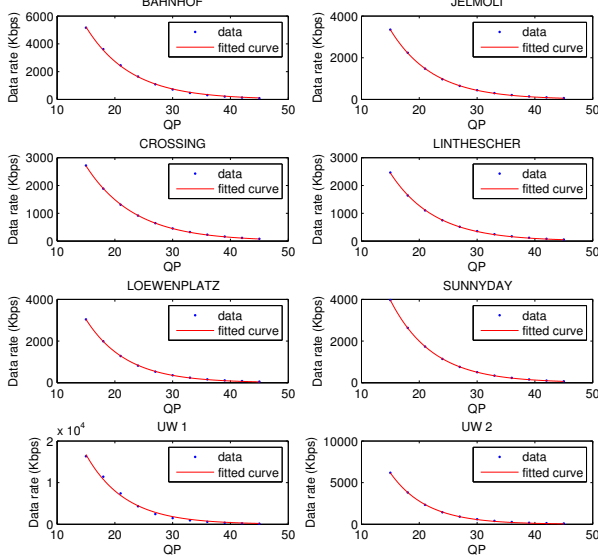 BAHNHOF
6000
4000
2000
0
Data rate (Kbps)
10 20 30 40 50
QP
data
fitted curve
JELMOLI
4000
2000
0
Data rate (Kbps)
10 20 30 40 50
QP
data
fitted curve
CROSSING
3000
2000
1000
0
Data rate (Kbps)
10 20 30 40 50
QP
data
fitted curve
LINTHESCHER
3000
2000
1000
0
Data rate (Kbps)
10 20 30 40 50
QP
data
fitted curve
LOEWENPLATZ
4000
2000
0
Data rate (Kbps)
10 20 30 40 50
QP
data
fitted curve
SUNNYDAY
4000
2000
0
Data rate (Kbps)
10 20 30 40 50
QP
data
fitted curve
UW 1
x 10^4
2
1
0
Data rate (Kbps)
10 20 30 40 50
QP
data
fitted curve
UW 2
10000
5000
0
Data rate (Kbps)
10 20 30 40 50
QP
data
fitted curve